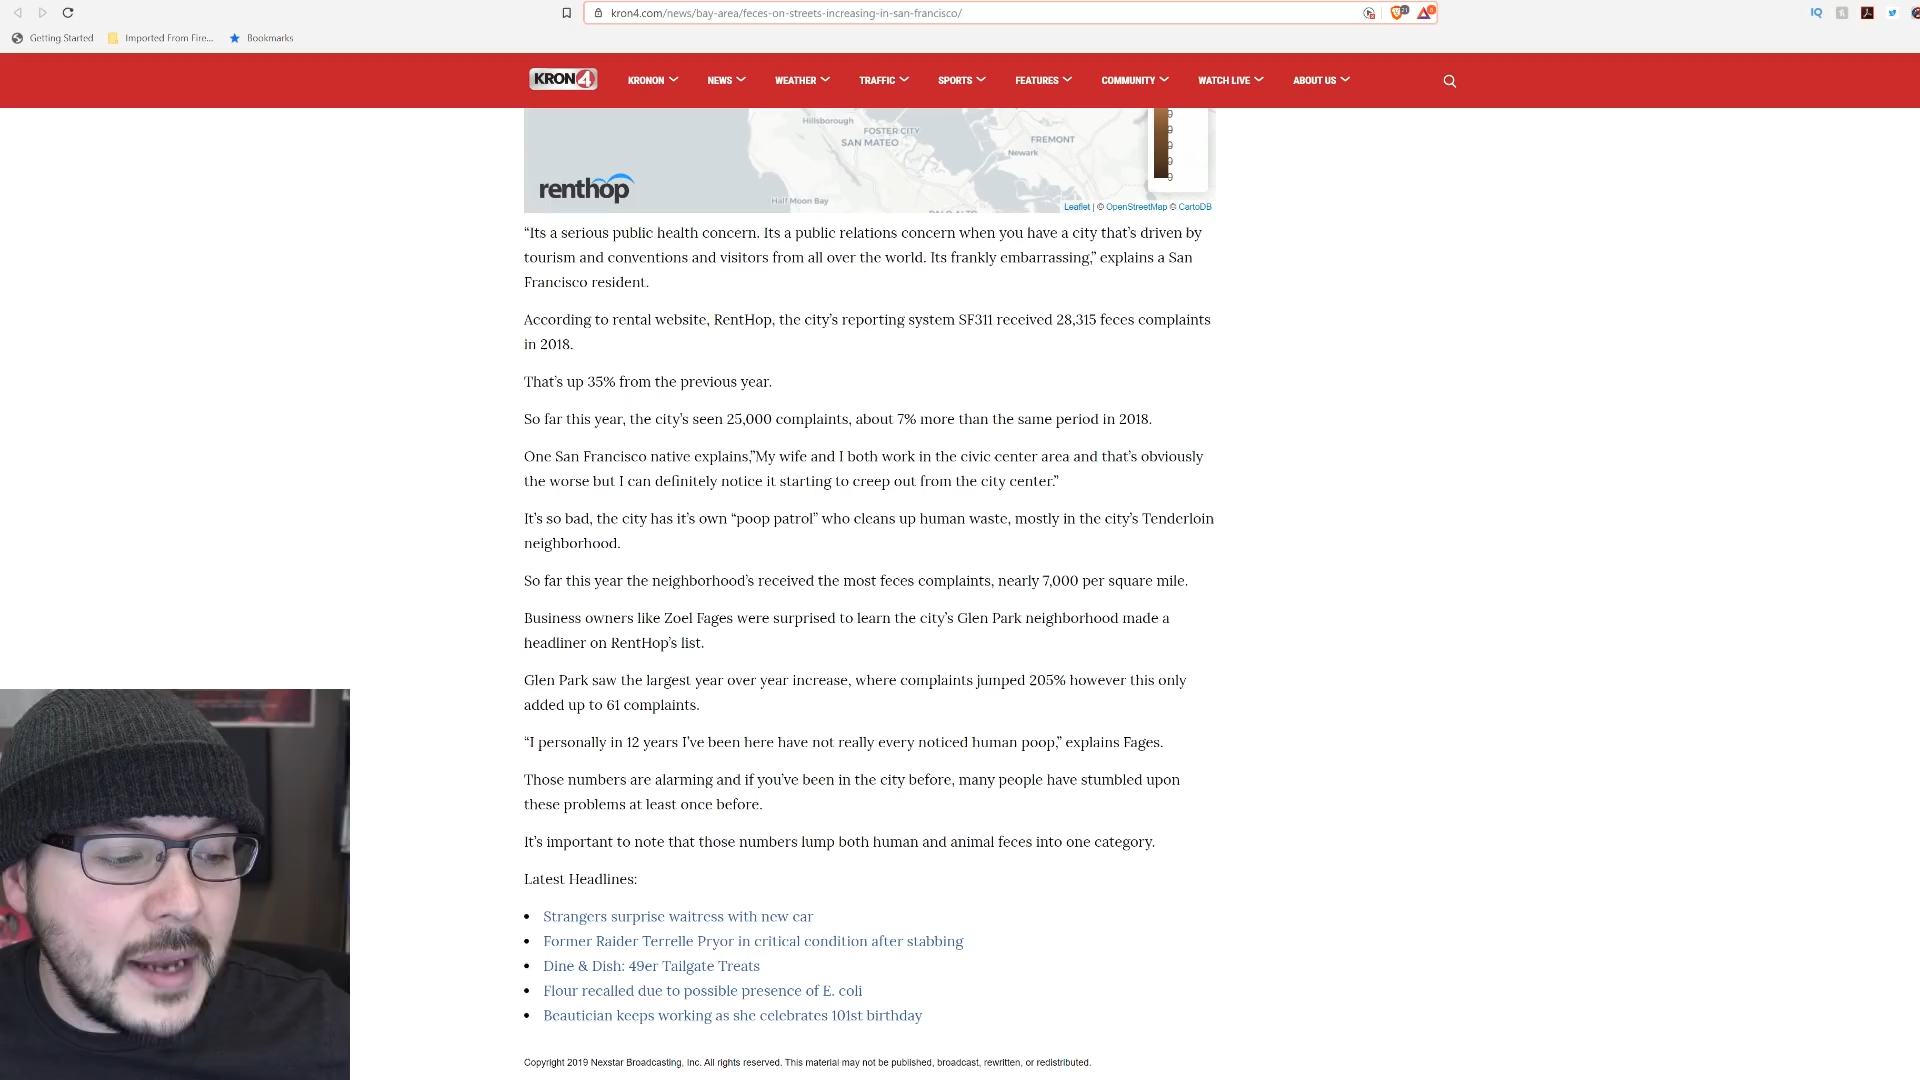 kron4.com/news/bay-area/feces-on-streets-increasing-in-san-francisco/
21
6
IQ
Getting Started
Imported From Fire...
Bookmarks
KRON4
KRONON
NEWS
WEATHER
TRAFFIC
SPORTS
FEATURES
COMMUNITY
WATCH LIVE
ABOUT US
Hillsborough
FOSTER CITY
SAN MATEO
FREMONT
Newark
Half Moon Bay
PALO ALTO
renthop
0
0
0
0
0
Leaflet | © OpenStreetMap © CartoDB
“Its a serious public health concern. Its a public relations concern when you have a city that’s driven by
tourism and conventions and visitors from all over the world. Its frankly embarrassing,” explains a San
Francisco resident.
According to rental website, RentHop, the city’s reporting system SF311 received 28,315 feces complaints
in 2018.
That’s up 35% from the previous year.
So far this year, the city’s seen 25,000 complaints, about 7% more than the same period in 2018.
One San Francisco native explains,”My wife and I both work in the civic center area and that’s obviously
the worse but I can definitely notice it starting to creep out from the city center.”
It’s so bad, the city has it’s own “poop patrol” who cleans up human waste, mostly in the city’s Tenderloin
neighborhood.
So far this year the neighborhood’s received the most feces complaints, nearly 7,000 per square mile.
Business owners like Zoel Fages were surprised to learn the city’s Glen Park neighborhood made a
headliner on RentHop’s list.
Glen Park saw the largest year over year increase, where complaints jumped 205% however this only
added up to 61 complaints.
“I personally in 12 years I’ve been here have not really every noticed human poop,” explains Fages.
Those numbers are alarming and if you’ve been in the city before, many people have stumbled upon
these problems at least once before.
It’s important to note that those numbers lump both human and animal feces into one category.
Latest Headlines:
• Strangers surprise waitress with new car
• Former Raider Terrelle Pryor in critical condition after stabbing
• Dine & Dish: 49er Tailgate Treats
• Flour recalled due to possible presence of E. coli
• Beautician keeps working as she celebrates 101st birthday
Copyright 2019 Nexstar Broadcasting, Inc. All rights reserved. This material may not be published, broadcast, rewritten, or redistributed.